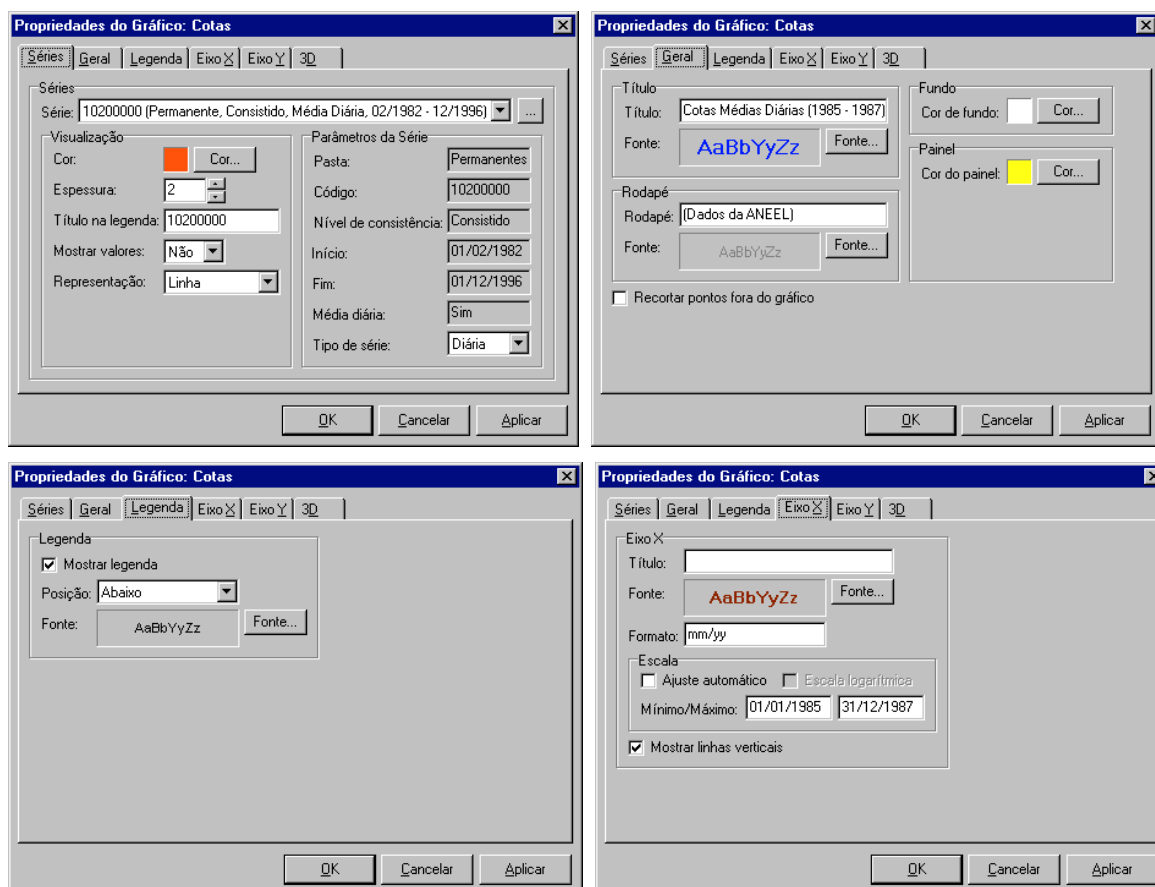 Propriedades do Gráfico: Cotas
Séries Geral Legenda Eixo X Eixo Y 3D
Séries
Série: 10200000 (Permanente, Consistido, Média Diária, 02/1982 - 12/1996) ...
Visualização
Cor: Cor...
Espessura: 2
Título na legenda: 10200000
Mostrar valores: Não
Representação: Linha
Parâmetros da Série
Pasta: Permanentes
Código: 10200000
Nível de consistência: Consistido
Início: 01/02/1982
Fim: 01/12/1996
Média diária: Sim
Tipo de série: Diária
OK Cancelar Aplicar
Propriedades do Gráfico: Cotas
Séries Geral Legenda Eixo X Eixo Y 3D
Título
Título: Cotas Médias Diárias (1985 - 1987)
Fonte: AaBbYyZz Fonte...
Rodapé
Rodapé: (Dados da ANEEL)
Fonte: AaBbYyZz Fonte...
Recortar pontos fora do gráfico
Fundo
Cor de fundo: Cor...
Painel
Cor do painel: Cor...
OK Cancelar Aplicar
Propriedades do Gráfico: Cotas
Séries Geral Legenda Eixo X Eixo Y 3D
Legenda
Mostrar legenda
Posição: Abaixo
Fonte: AaBbYyZz Fonte...
OK Cancelar Aplicar
Propriedades do Gráfico: Cotas
Séries Geral Legenda Eixo X Eixo Y 3D
Eixo X
Título:
Fonte: AaBbYyZz Fonte...
Formato: mm/yy
Escala
Ajuste automático Escala logarítmica
Mínimo/Máximo: 01/01/1985 31/12/1987
Mostrar linhas verticais
OK Cancelar Aplicar